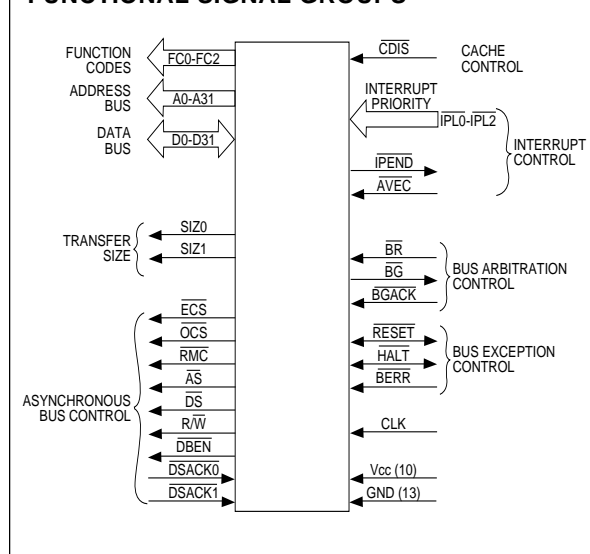 FUNCTIONAL SIGNAL GROUPS
FUNCTION
CODES
FC0-FC2
ADDRESS
BUS
A0-A31
DATA
BUS
D0-D31
TRANSFER
SIZE
SIZ0
SIZ1
ASYNCHRONOUS
BUS CONTROL
ECS
OCS
RMC
AS
DS
R/W
DBEN
DSACK0
DSACK1
CDIS
CACHE
CONTROL
INTERRUPT
PRIORITY
IPL0-IPL2
IPEND
AVEC
INTERRUPT
CONTROL
BR
BG
BGACK
BUS ARBITRATION
CONTROL
RESET
HALT
BERR
BUS EXCEPTION
CONTROL
CLK
Vcc (10)
GND (13)